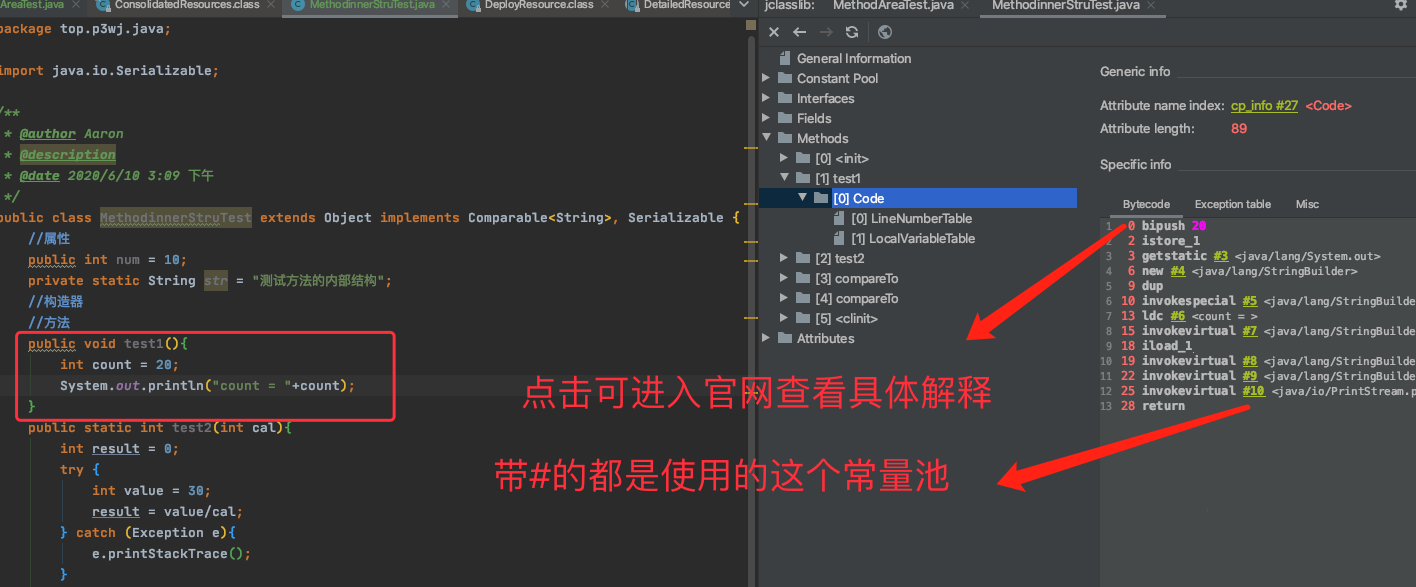 AreaTest.java ConsolidatedResources.class MethodinnerStruTest.java DeployResource.class DetailedResource
package top.p3wj.java;
import java.io.Serializable;
/**
* @author Aaron
* @description
* @date 2020/6/10 3:09 下午
*/
public class MethodinnerStruTest extends Object implements Comparable<String>, Serializable {
//属性
public int num = 10;
private static String str = "测试方法的内部结构";
//构造器
//方法
public void test1(){
int count = 20;
System.out.println("count = "+count);
}
public static int test2(int cal){
int result = 0;
try {
int value = 30;
result = value/cal;
} catch (Exception e){
e.printStackTrace();
}
jclasslib: MethodAreaTest.java MethodinnerStruTest.java
General Information
Constant Pool
Interfaces
Fields
Methods
[0] <init>
[1] test1
[0] Code
[0] LineNumberTable
[1] LocalVariableTable
[2] test2
[3] compareTo
[4] compareTo
[5] <clinit>
Attributes
Generic info
Attribute name index: cp_info #27 <Code>
Attribute length: 89
Specific info
Bytecode Exception table Misc
1 0 bipush 20
2 2 istore_1
3 3 getstatic #3 <java/lang/System.out>
4 6 new #4 <java/lang/StringBuilder>
5 9 dup
6 10 invokespecial #5 <java/lang/StringBuilder
7 13 ldc #6 <count = >
8 15 invokevirtual #7 <java/lang/StringBuilder
9 18 iload_1
10 19 invokevirtual #8 <java/lang/StringBuilder
11 22 invokevirtual #9 <java/lang/StringBuilder
12 25 invokevirtual #10 <java/io/PrintStream.p
13 28 return
点击可进入官网查看具体解释
带#的都是使用的这个常量池